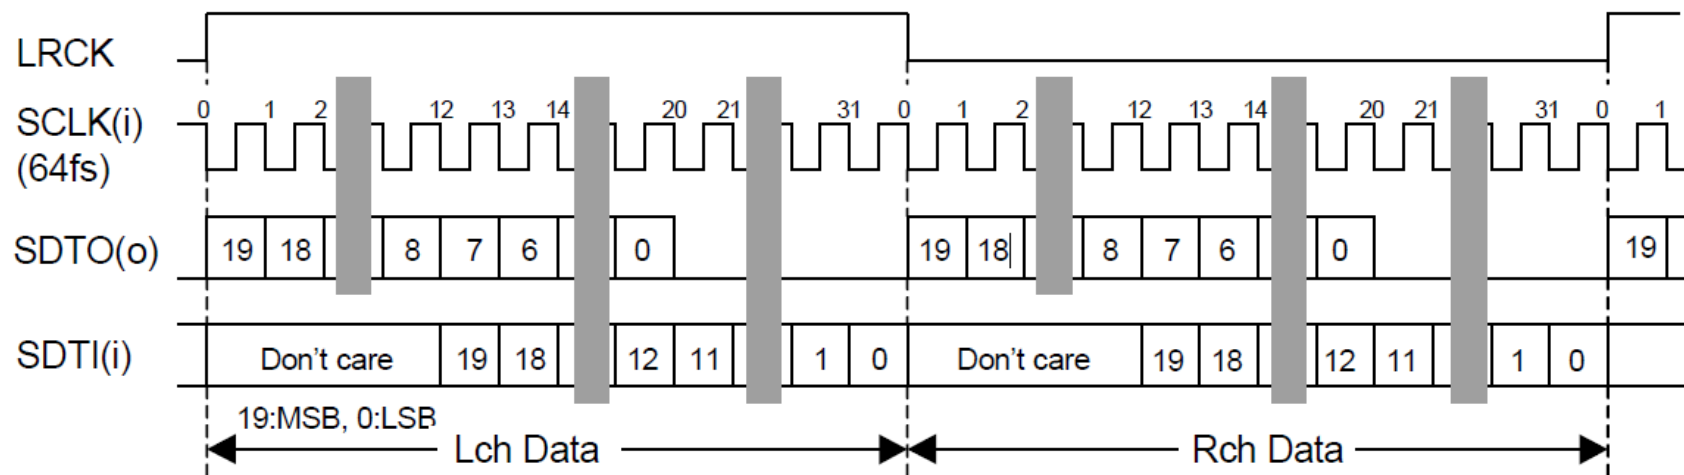 LRCK
0 1 2 12 13 14 20 21 31 0 1 2 12 13 14 20 21 31 0 1
SCLK(i)
(64fs)
SDTO(o) 19 18 8 7 6 0 19 18 8 7 6 0 19
SDTI(i) Don't care 19 18 12 11 1 0 Don't care 19 18 12 11 1 0
19:MSB, 0:LSB
Lch Data Rch Data